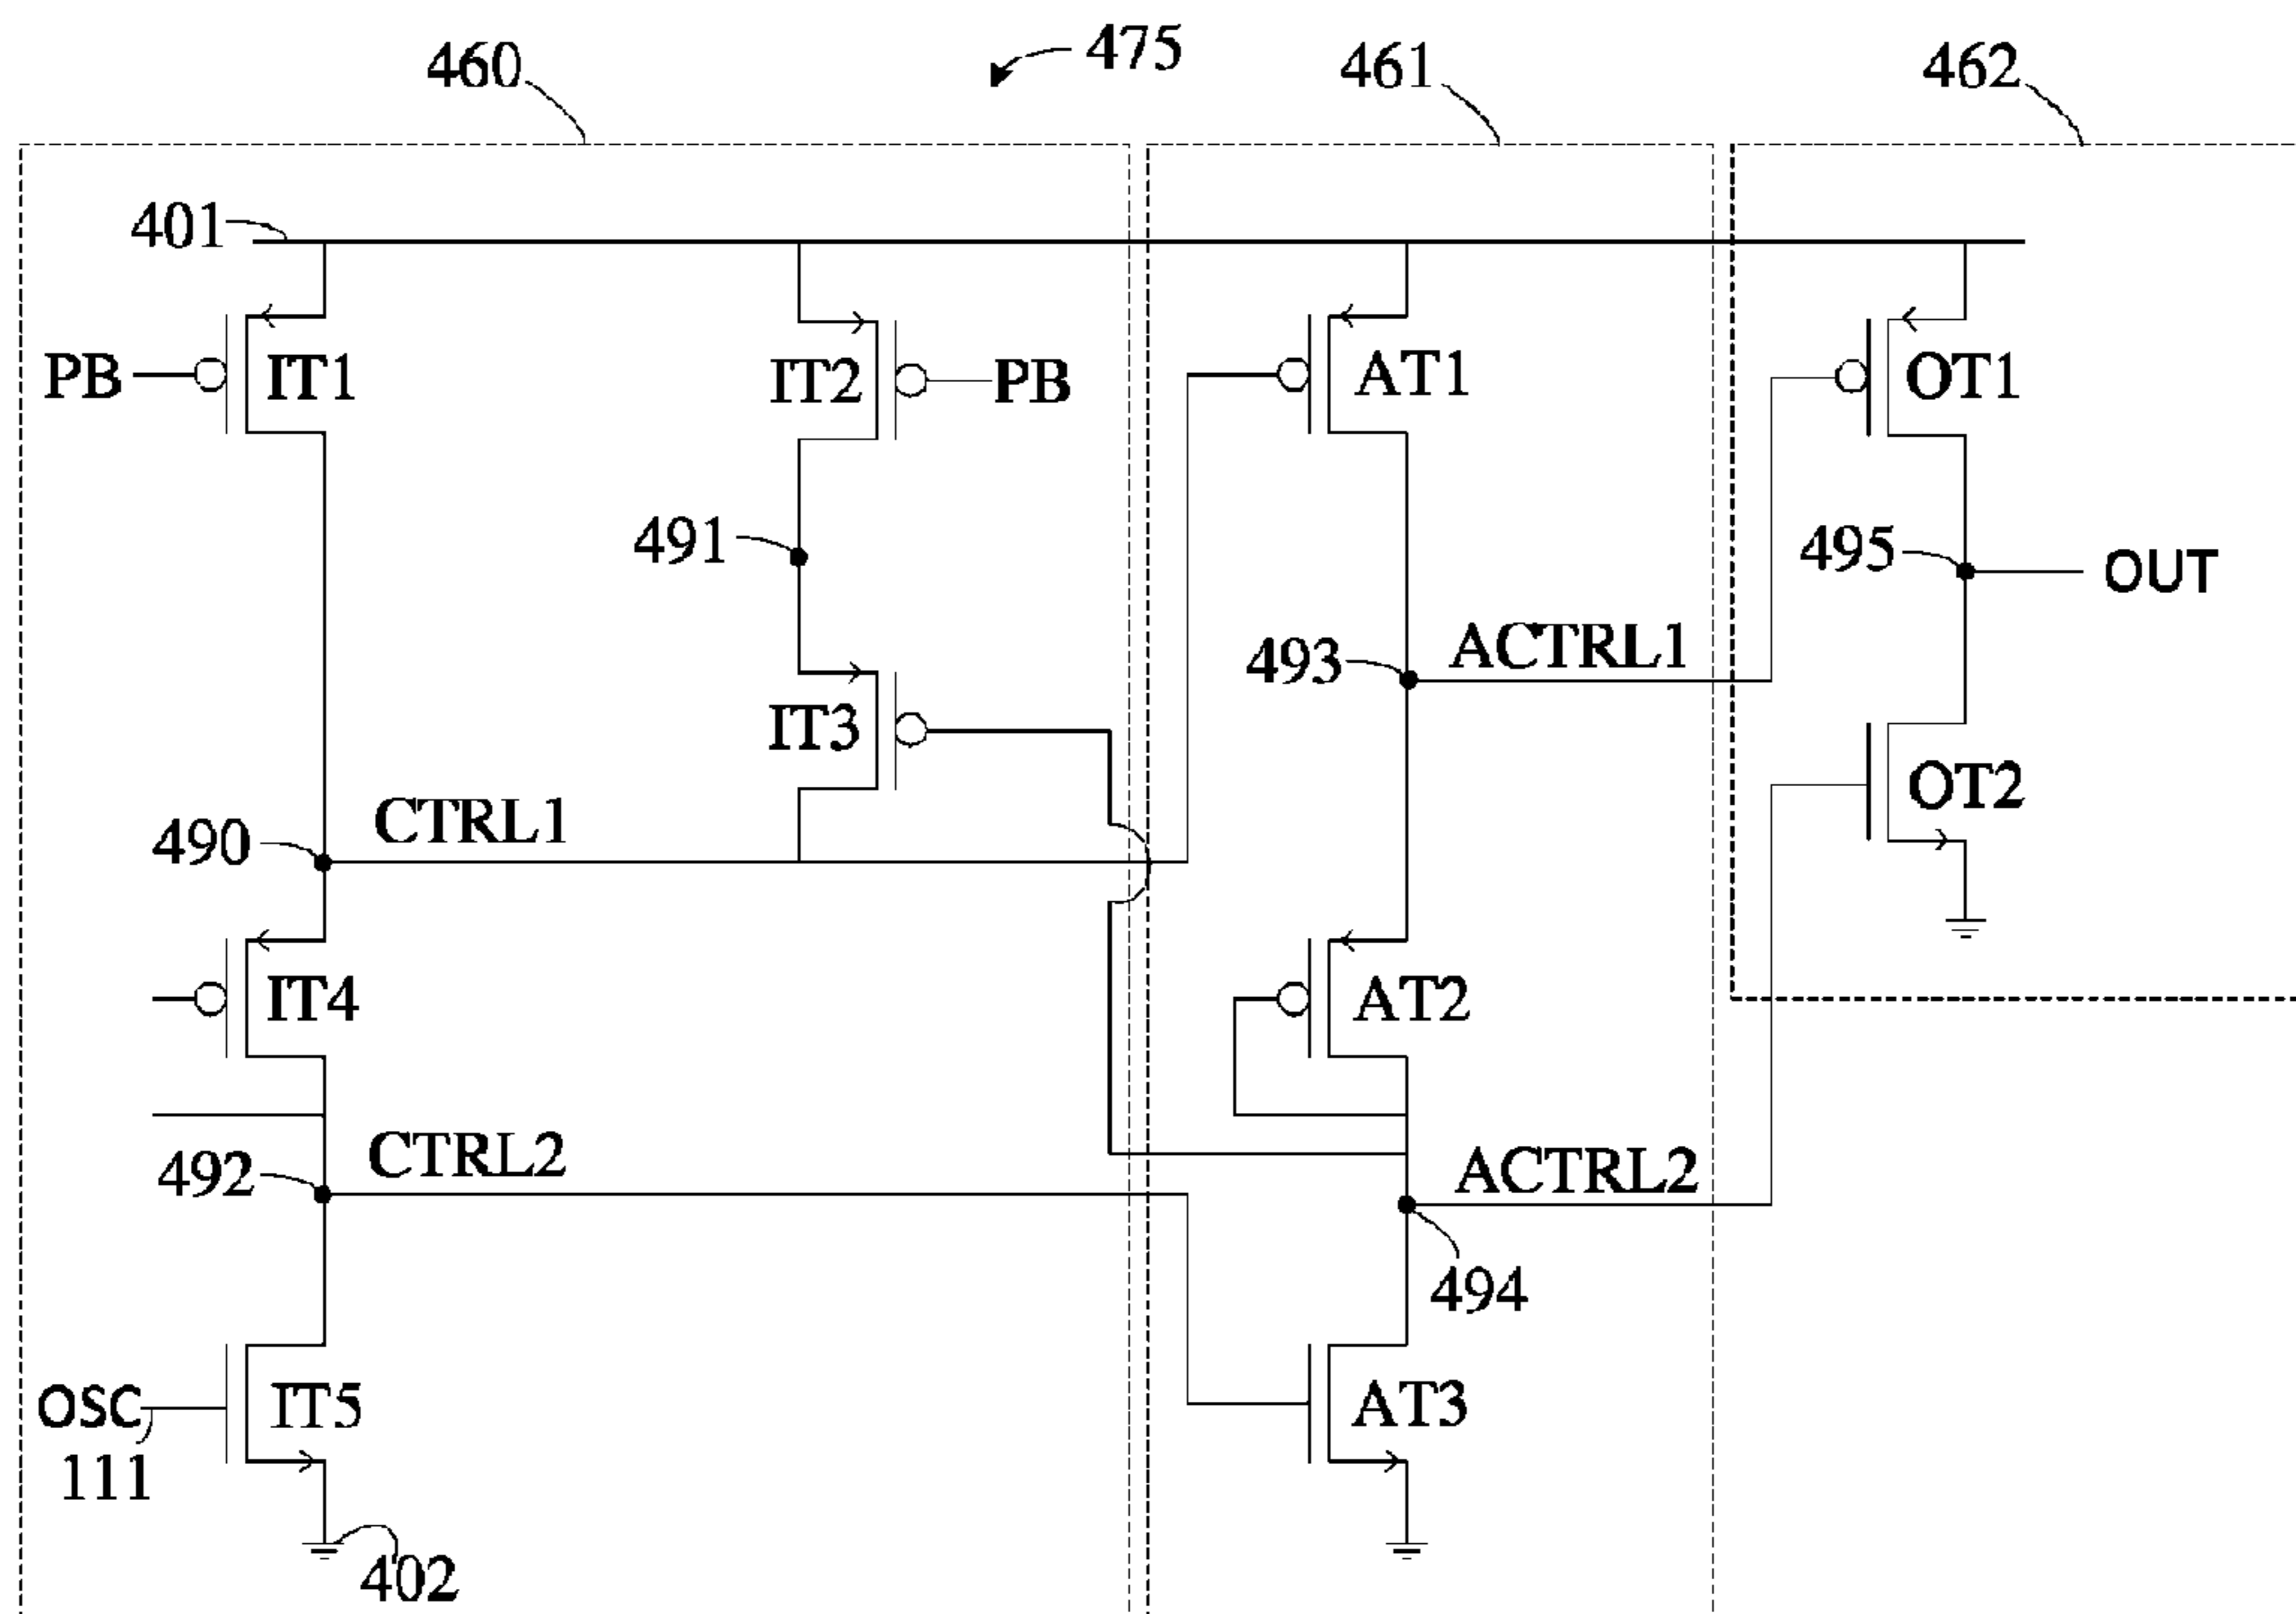 475
460
461
462
401
PB
IT1
IT2
PB
AT1
OT1
491
495
OUT
ACTRL1
493
IT3
OT2
CTRL1
490
IT4
AT2
CTRL2
492
ACTRL2
494
OSC
111
IT5
AT3
402